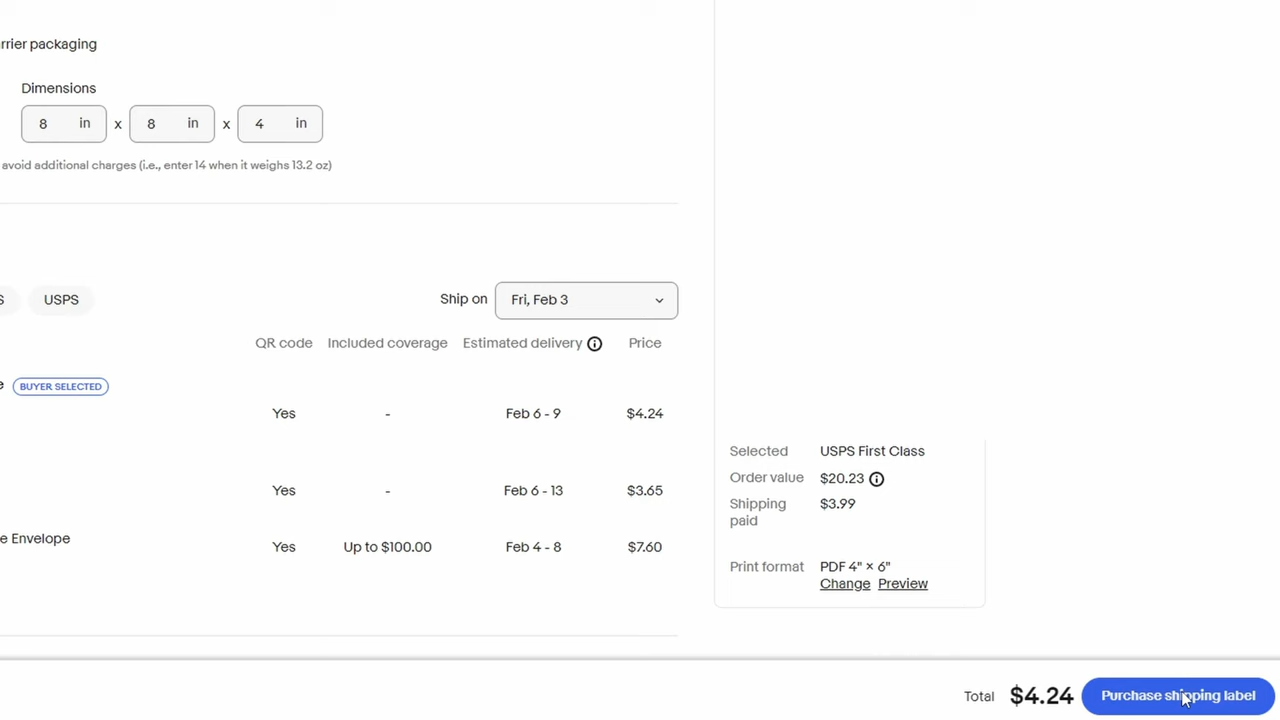 rrier packaging
Dimensions
8 in x 8 in x 4 in
avoid additional charges (i.e., enter 14 when it weighs 13.2 oz)
S USPS Ship on Fri, Feb 3
QR code Included coverage Estimated delivery Price
e BUYER SELECTED
Yes - Feb 6 - 9 $4.24
Yes - Feb 6 - 13 $3.65
e Envelope
Yes Up to $100.00 Feb 4 - 8 $7.60
Selected USPS First Class
Order value $20.23
Shipping paid $3.99
Print format PDF 4" × 6"
Change Preview
Total $4.24 Purchase shipping label